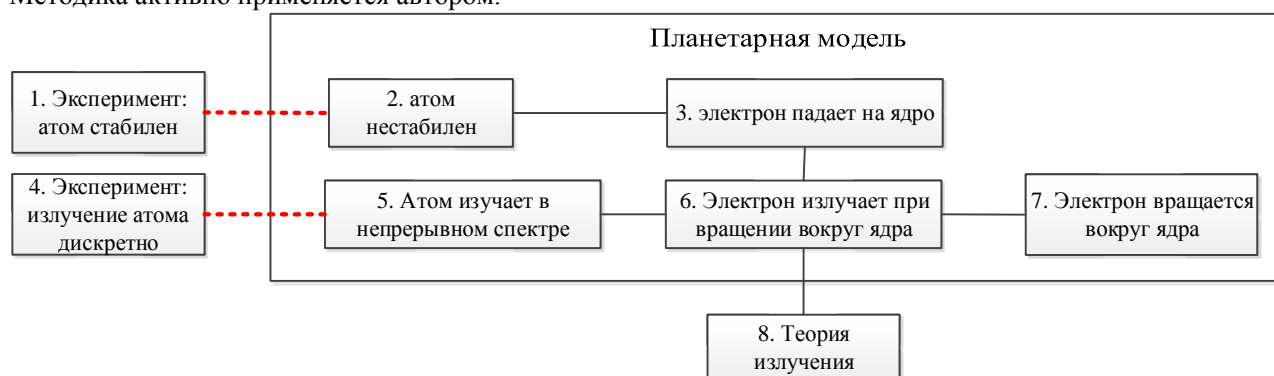 Методика активно применяется автором.
Планетарная модель
1. Эксперимент:
атом стабилен
2. атом
нестабилен
3. электрон падает на ядро
4. Эксперимент:
излучение атома
дискретно
5. Атом изучает в
непрерывном спектре
6. Электрон излучает при
вращении вокруг ядра
7. Электрон вращается
вокруг ядра
8. Теория
излучения